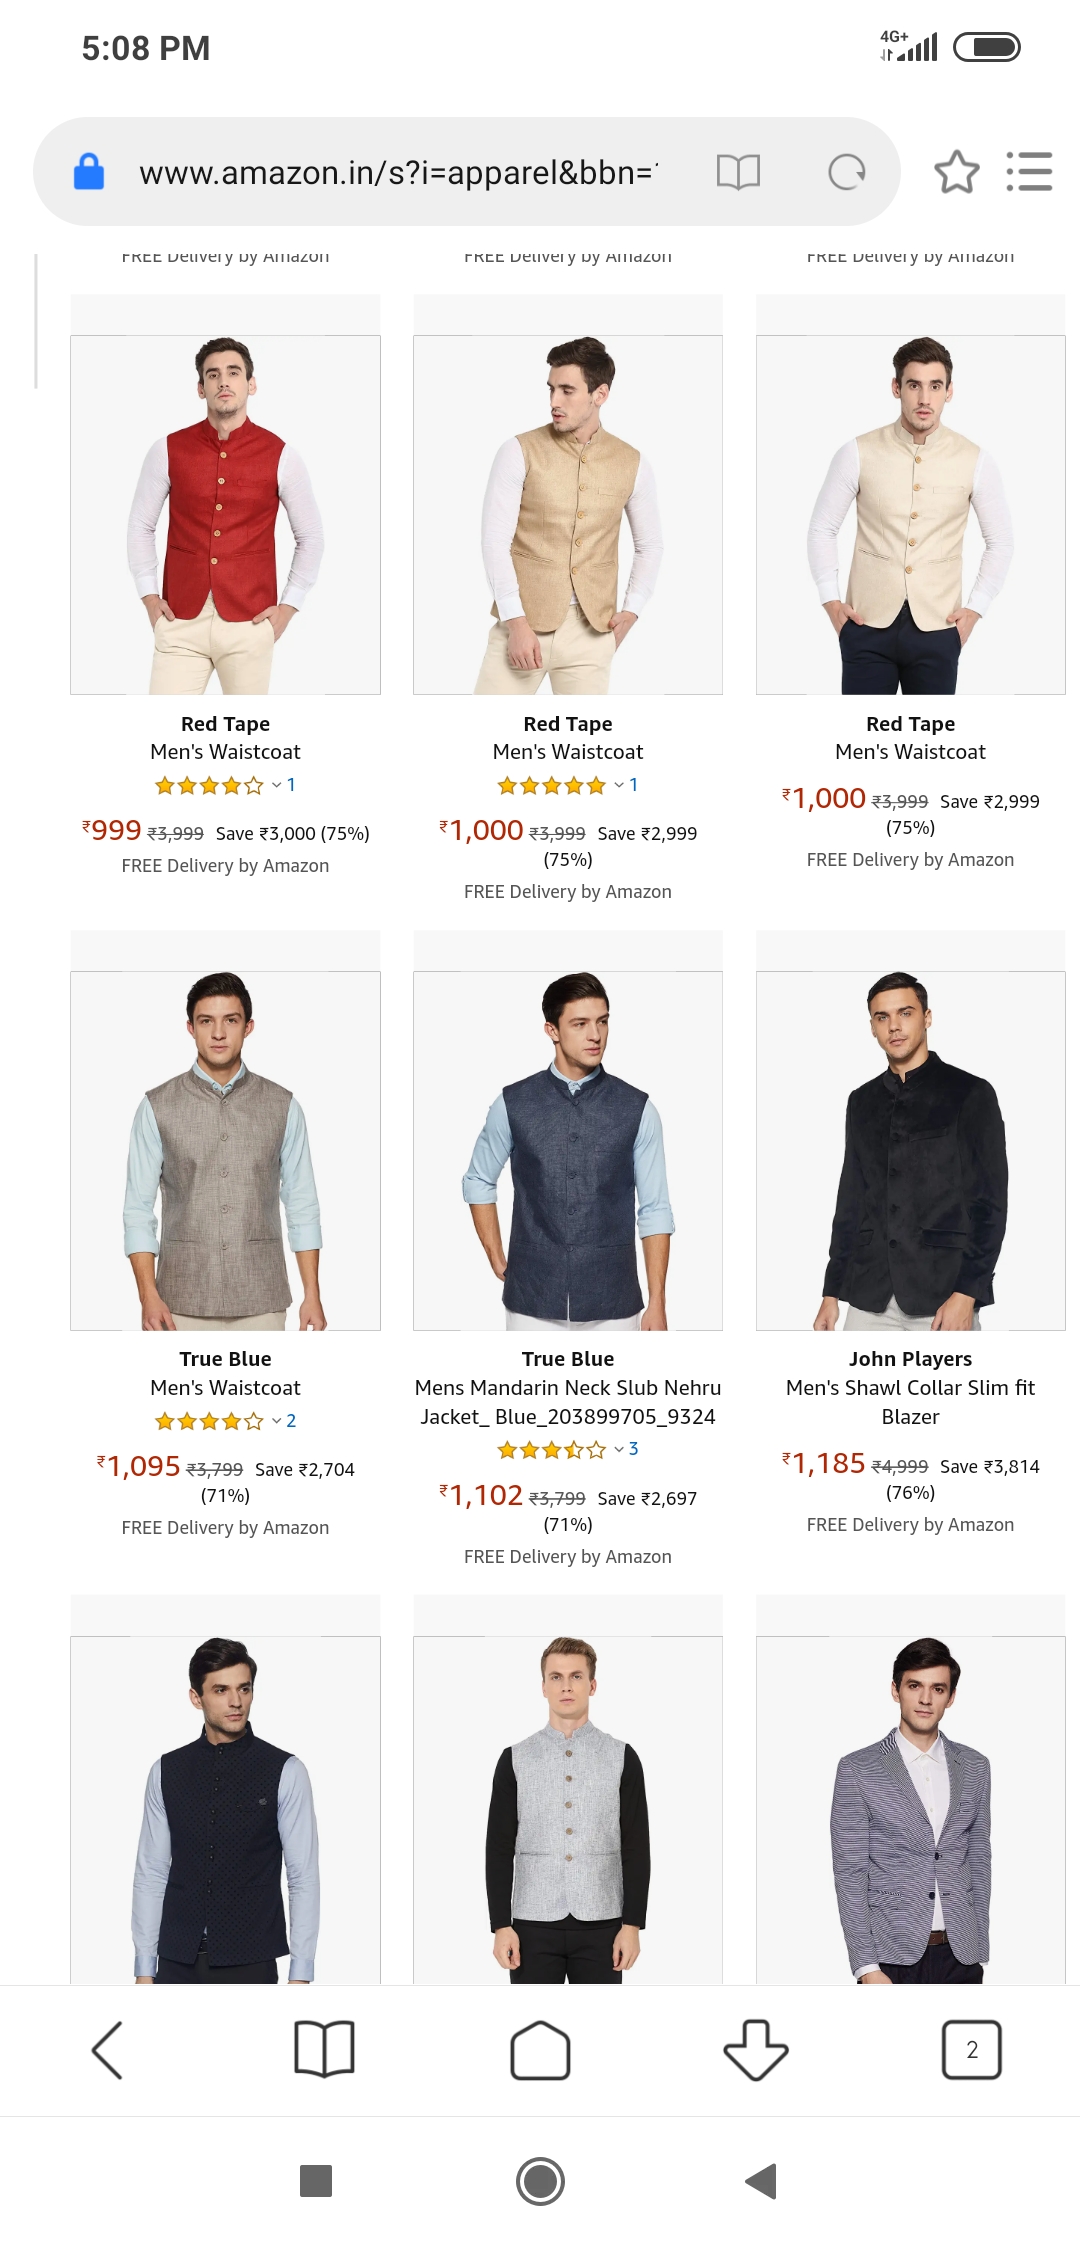 5:08 PM
4G+
www.amazon.in/s?i=apparel&bbn=
FREE Delivery by Amazon FREE Delivery by Amazon FREE Delivery by Amazon
Red Tape
Men's Waistcoat
1
₹999 ₹3,999 Save ₹3,000 (75%)
FREE Delivery by Amazon
Red Tape
Men's Waistcoat
1
₹1,000 ₹3,999 Save ₹2,999
(75%)
FREE Delivery by Amazon
Red Tape
Men's Waistcoat
₹1,000 ₹3,999 Save ₹2,999
(75%)
FREE Delivery by Amazon
True Blue
Men's Waistcoat
2
₹1,095 ₹3,799 Save ₹2,704
(71%)
FREE Delivery by Amazon
True Blue
Mens Mandarin Neck Slub Nehru
Jacket_ Blue_203899705_9324
3
₹1,102 ₹3,799 Save ₹2,697
(71%)
FREE Delivery by Amazon
John Players
Men's Shawl Collar Slim fit
Blazer
₹1,185 ₹4,999 Save ₹3,814
(76%)
FREE Delivery by Amazon
2